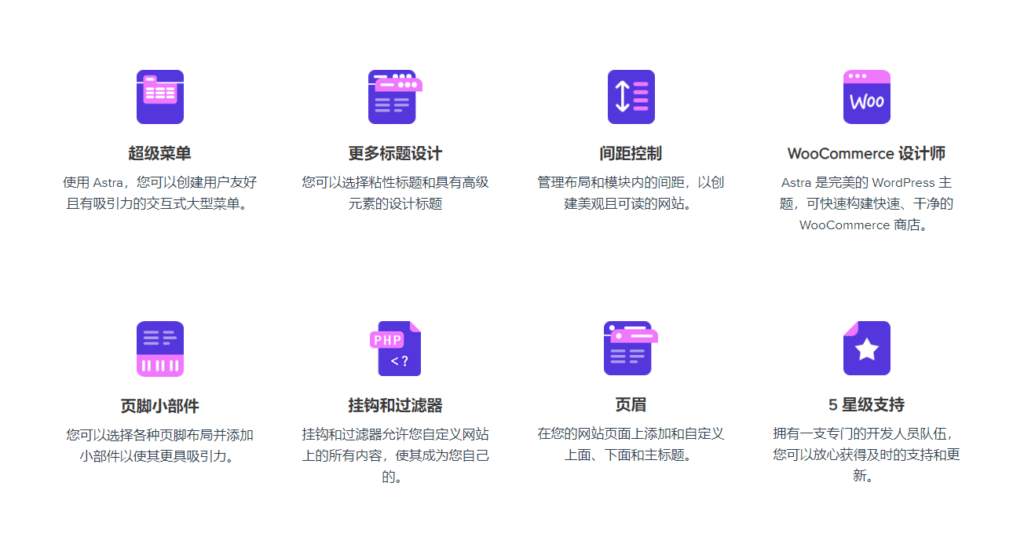 超级菜单
使用 Astra，您可以创建用户友好
且有吸引力的交互式大型菜单。
更多标题设计
您可以选择粘性标题和具有高级
元素的设计标题
间距控制
管理布局和模块内的间距，以创
建美观且可读的网站。
Woo
WooCommerce 设计师
Astra 是完美的 WordPress 主
题，可快速构建快速、干净的
WooCommerce 商店。
页脚小部件
您可以选择各种页脚布局并添加
小部件以使其更具吸引力。
PHP
<?
挂钩和过滤器
挂钩和过滤器允许您自定义网站
上的所有内容，使其成为您自己
的。
页眉
在您的网站页面上添加和自定义
上面、下面和主标题。
5 星级支持
拥有一支专门的开发人员队伍，
您可以放心获得及时的支持和更
新。